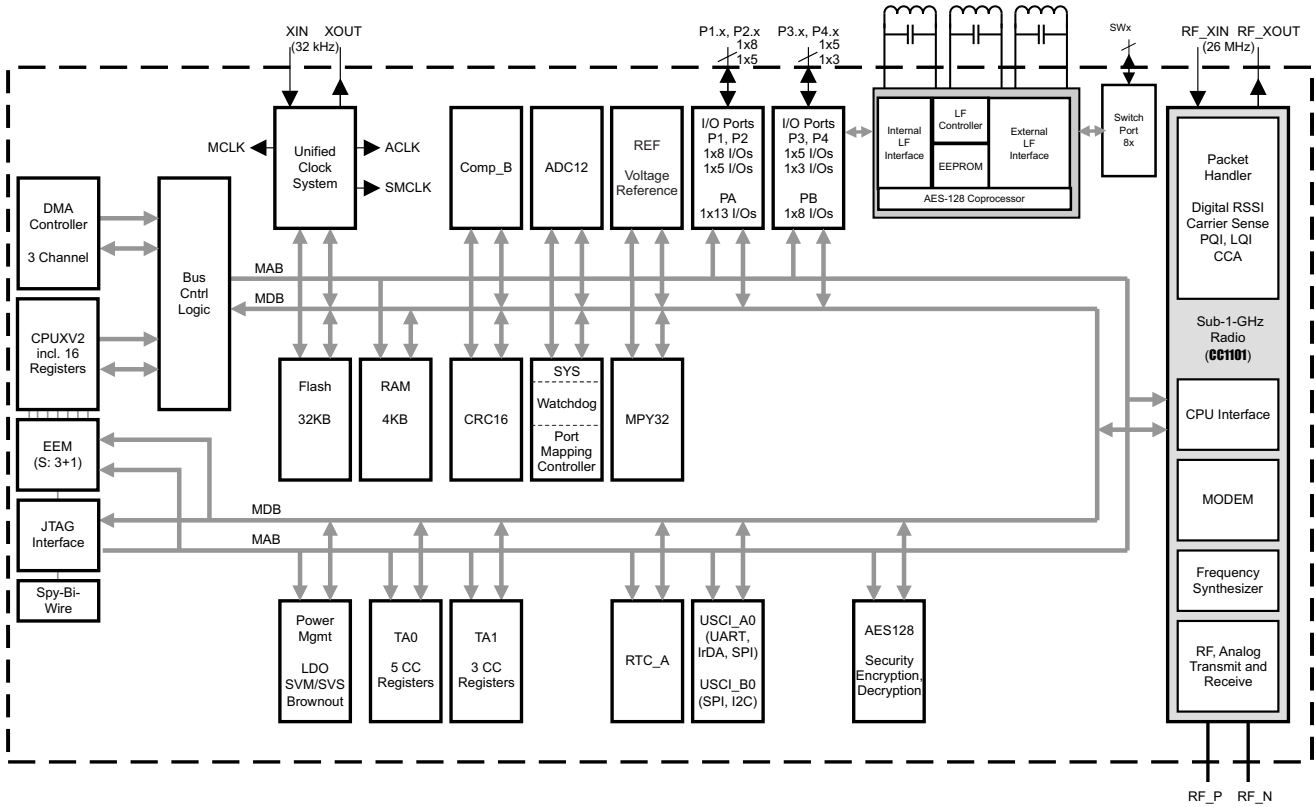 XIN XOUT
(32 kHz)
P1.x, P2.x
1x8
1x5
P3.x, P4.x
1x5
1x3
SWx
RF_XIN RF_XOUT
(26 MHz)
MCLK
Unified
Clock
System
ACLK
SMCLK
Comp_B
ADC12
REF
Voltage
Reference
I/O Ports
P1, P2
1x8 I/Os
1x5 I/Os
PA
1x13 I/Os
I/O Ports
P3, P4
1x5 I/Os
1x3 I/Os
PB
1x8 I/Os
Internal
LF
Interface
LF
Controller
EEPROM
External
LF
Interface
AES-128 Coprocessor
Switch
Port
8x
Packet
Handler
Digital RSSI
Carrier Sense
PQI, LQI
CCA
Sub-1-GHz
Radio
(CC1101)
CPU Interface
MODEM
Frequency
Synthesizer
RF, Analog
Transmit and
Receive
DMA
Controller
3 Channel
Bus
Cntrl
Logic
MAB
MDB
CPUXV2
incl. 16
Registers
EEM
(S: 3+1)
JTAG
Interface
Spy-Bi-
Wire
Flash
32KB
RAM
4KB
CRC16
SYS
Watchdog
Port
Mapping
Controller
MPY32
MDB
MAB
Power
Mgmt
LDO
SVM/SVS
Brownout
TA0
5 CC
Registers
TA1
3 CC
Registers
RTC_A
USCI_A0
(UART,
IrDA, SPI)
USCI_B0
(SPI, I2C)
AES128
Security
Encryption,
Decryption
RF_P RF_N